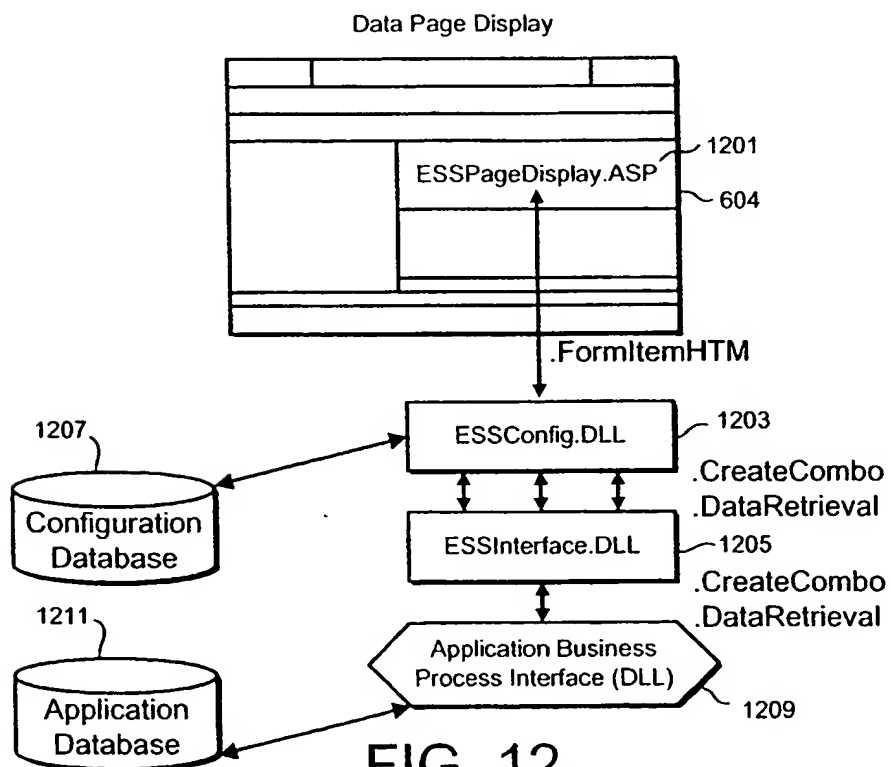 Data Page Display
ESSPageDisplay.ASP
1201
604
.FormItemHTM
1207
ESSConfig.DLL
1203
Configuration
Database
.CreateCombo
.DataRetrieval
ESSInterface.DLL
1205
.CreateCombo
.DataRetrieval
1211
Application Business
Process Interface (DLL)
1209
Application
Database
FIG. 12